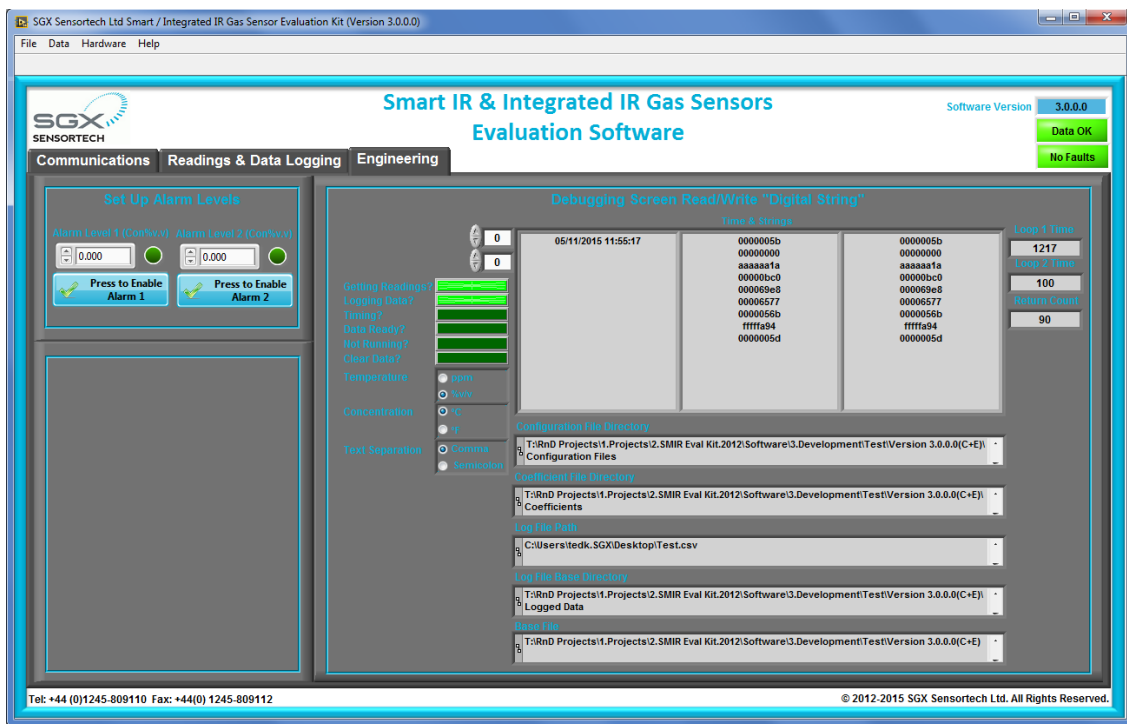 SGX Sensortech Ltd Smart / Integrated IR Gas Sensor Evaluation Kit (Version 3.0.0.0)
File Data Hardware Help
SGX
SENSORTECH
Smart IR & Integrated IR Gas Sensors
Evaluation Software
Software Version 3.0.0.0
Data OK
No Faults
Communications Readings & Data Logging Engineering
Set Up Alarm Levels
Alarm Level 1 (Con%v.v) Alarm Level 2 (Con%v.v)
0.000 0.000
Press to Enable
Alarm 1
Press to Enable
Alarm 2
Debugging Screen Read/Write "Digital String"
Time & Strings
0
0
05/11/2015 11:55:17
0000005b
00000000
aaaaaa1a
00000bc0
000069e8
00006577
0000056b
fffffa94
0000005d
0000005b
00000000
aaaaaa1a
00000bc0
000069e8
00006577
0000056b
fffffa94
0000005d
Loop 1 Time
1217
Loop 2 Time
100
Return Count
90
Getting Readings?
Logging Data?
Timing?
Data Ready?
Not Running?
Clear Data?
Temperature
ppm
%v/v
Concentration
°C
°F
Text Separation
Comma
Semicolon
Configuration File Directory
T:\RnD Projects\1.Projects\2.SMIR Eval Kit.2012\Software\3.Development\Test\Version 3.0.0.0(C+E)\
Configuration Files
Coefficient File Directory
T:\RnD Projects\1.Projects\2.SMIR Eval Kit.2012\Software\3.Development\Test\Version 3.0.0.0(C+E)\
Coefficients
Log File Path
C:\Users\tedk.SGX\Desktop\Test.csv
Log File Base Directory
T:\RnD Projects\1.Projects\2.SMIR Eval Kit.2012\Software\3.Development\Test\Version 3.0.0.0(C+E)\
Logged Data
Base File
T:\RnD Projects\1.Projects\2.SMIR Eval Kit.2012\Software\3.Development\Test\Version 3.0.0.0(C+E)
Tel: +44 (0)1245-809110 Fax: +44(0) 1245-809112
© 2012-2015 SGX Sensortech Ltd. All Rights Reserved.